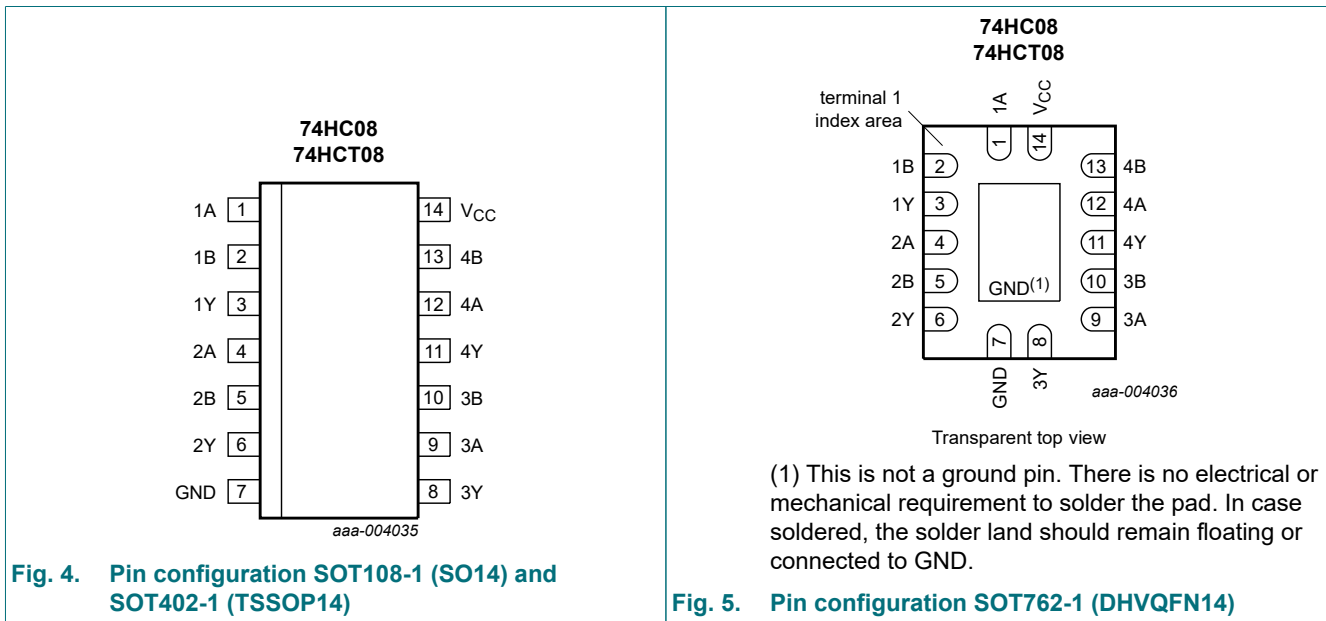 74HC08
74HCT08
1A 1
1B 2
1Y 3
2A 4
2B 5
2Y 6
GND 7
14 VCC
13 4B
12 4A
11 4Y
10 3B
9 3A
8 3Y
aaa-004035
Fig. 4. Pin configuration SOT108-1 (SO14) and
SOT402-1 (TSSOP14)
74HC08
74HCT08
terminal 1
index area
1A
VCC
1
14
1B 2
1Y 3
2A 4
2B 5
2Y 6
13 4B
12 4A
11 4Y
10 3B
9 3A
GND(1)
7
8
GND
3Y
aaa-004036
Transparent top view
(1) This is not a ground pin. There is no electrical or
mechanical requirement to solder the pad. In case
soldered, the solder land should remain floating or
connected to GND.
Fig. 5. Pin configuration SOT762-1 (DHVQFN14)